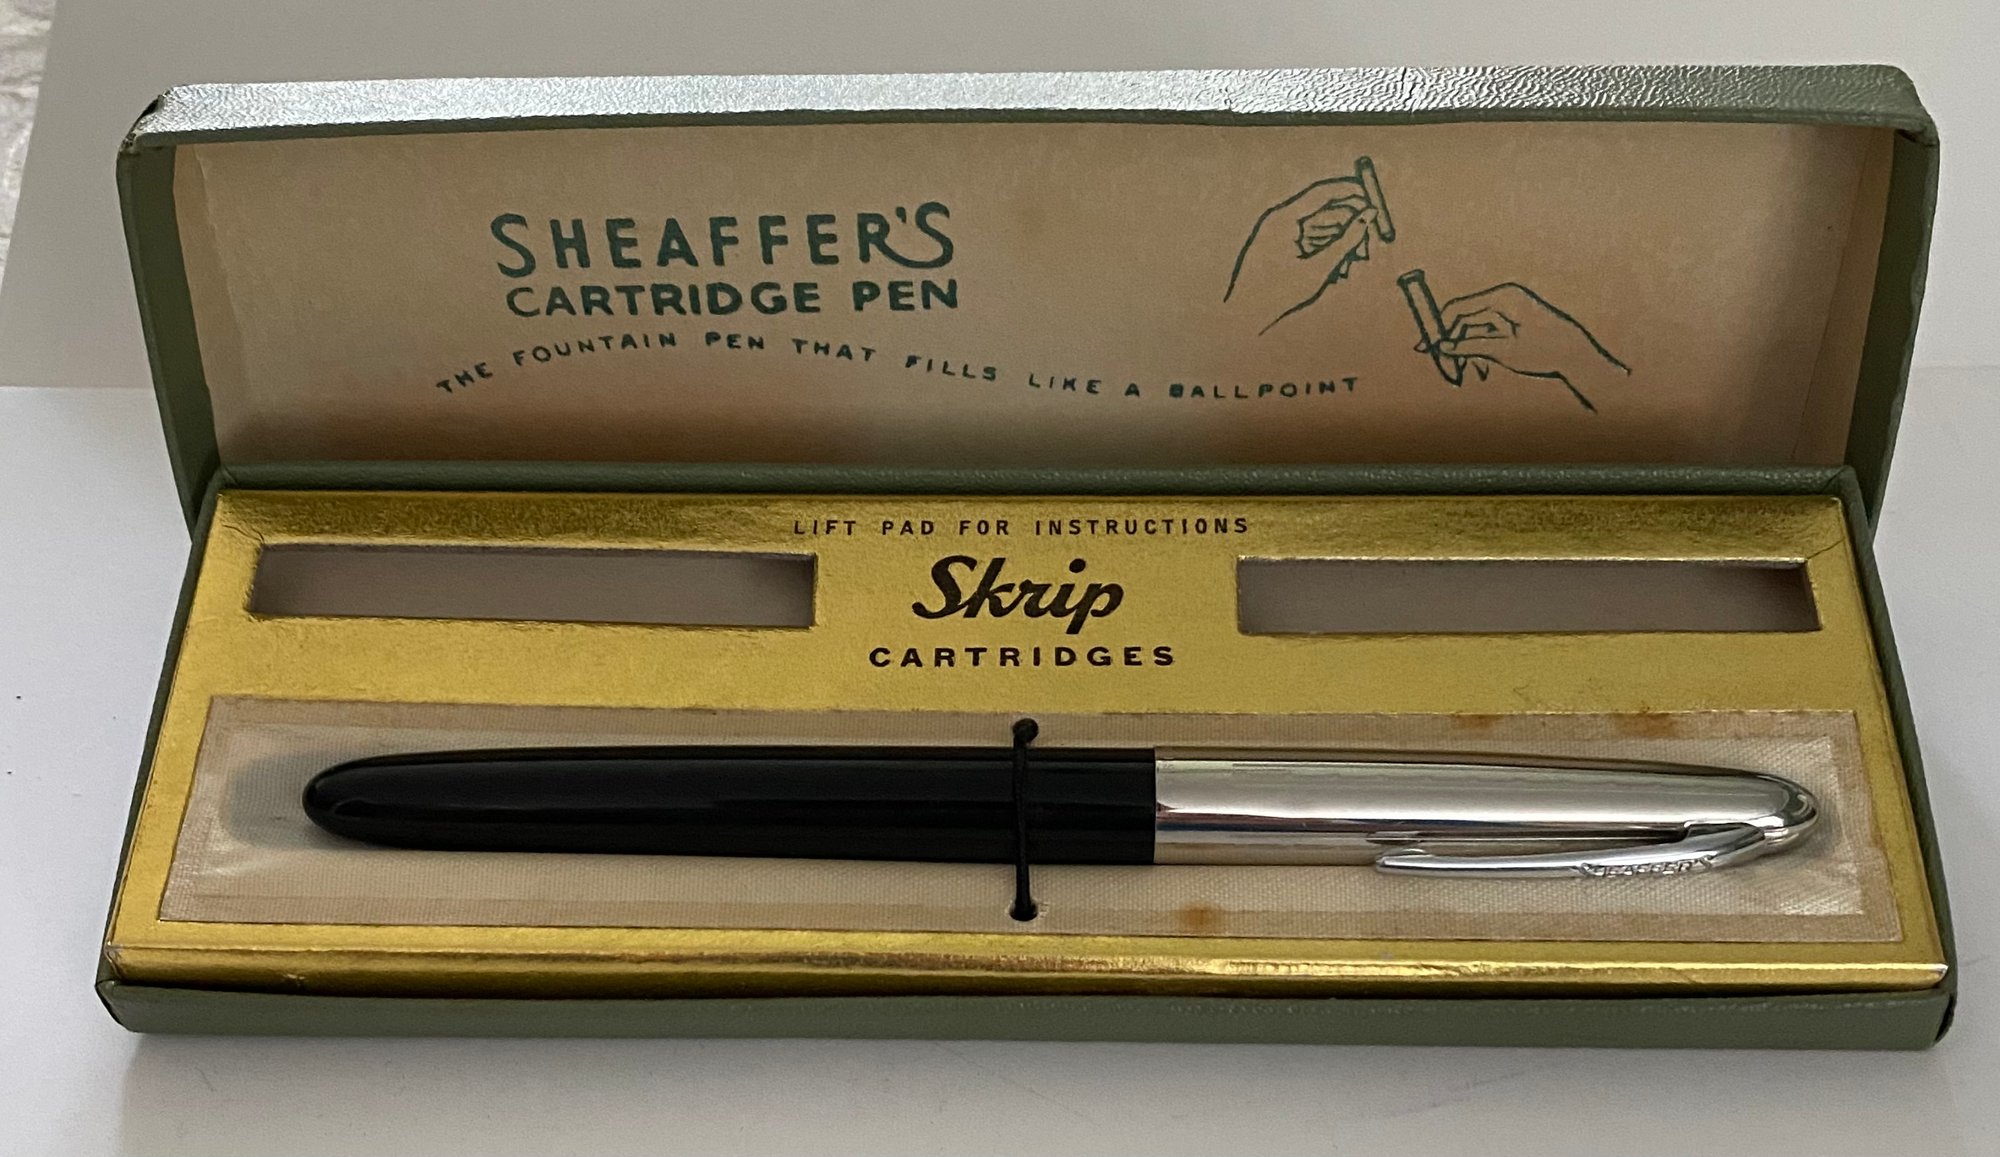 SHEAFFER'S
CARTRIDGE PEN
THE FOUNTAIN PEN THAT FILLS LIKE A BALLPOINT
LIFT PAD FOR INSTRUCTIONS
Skrip
CARTRIDGES
SHEAFFER'S